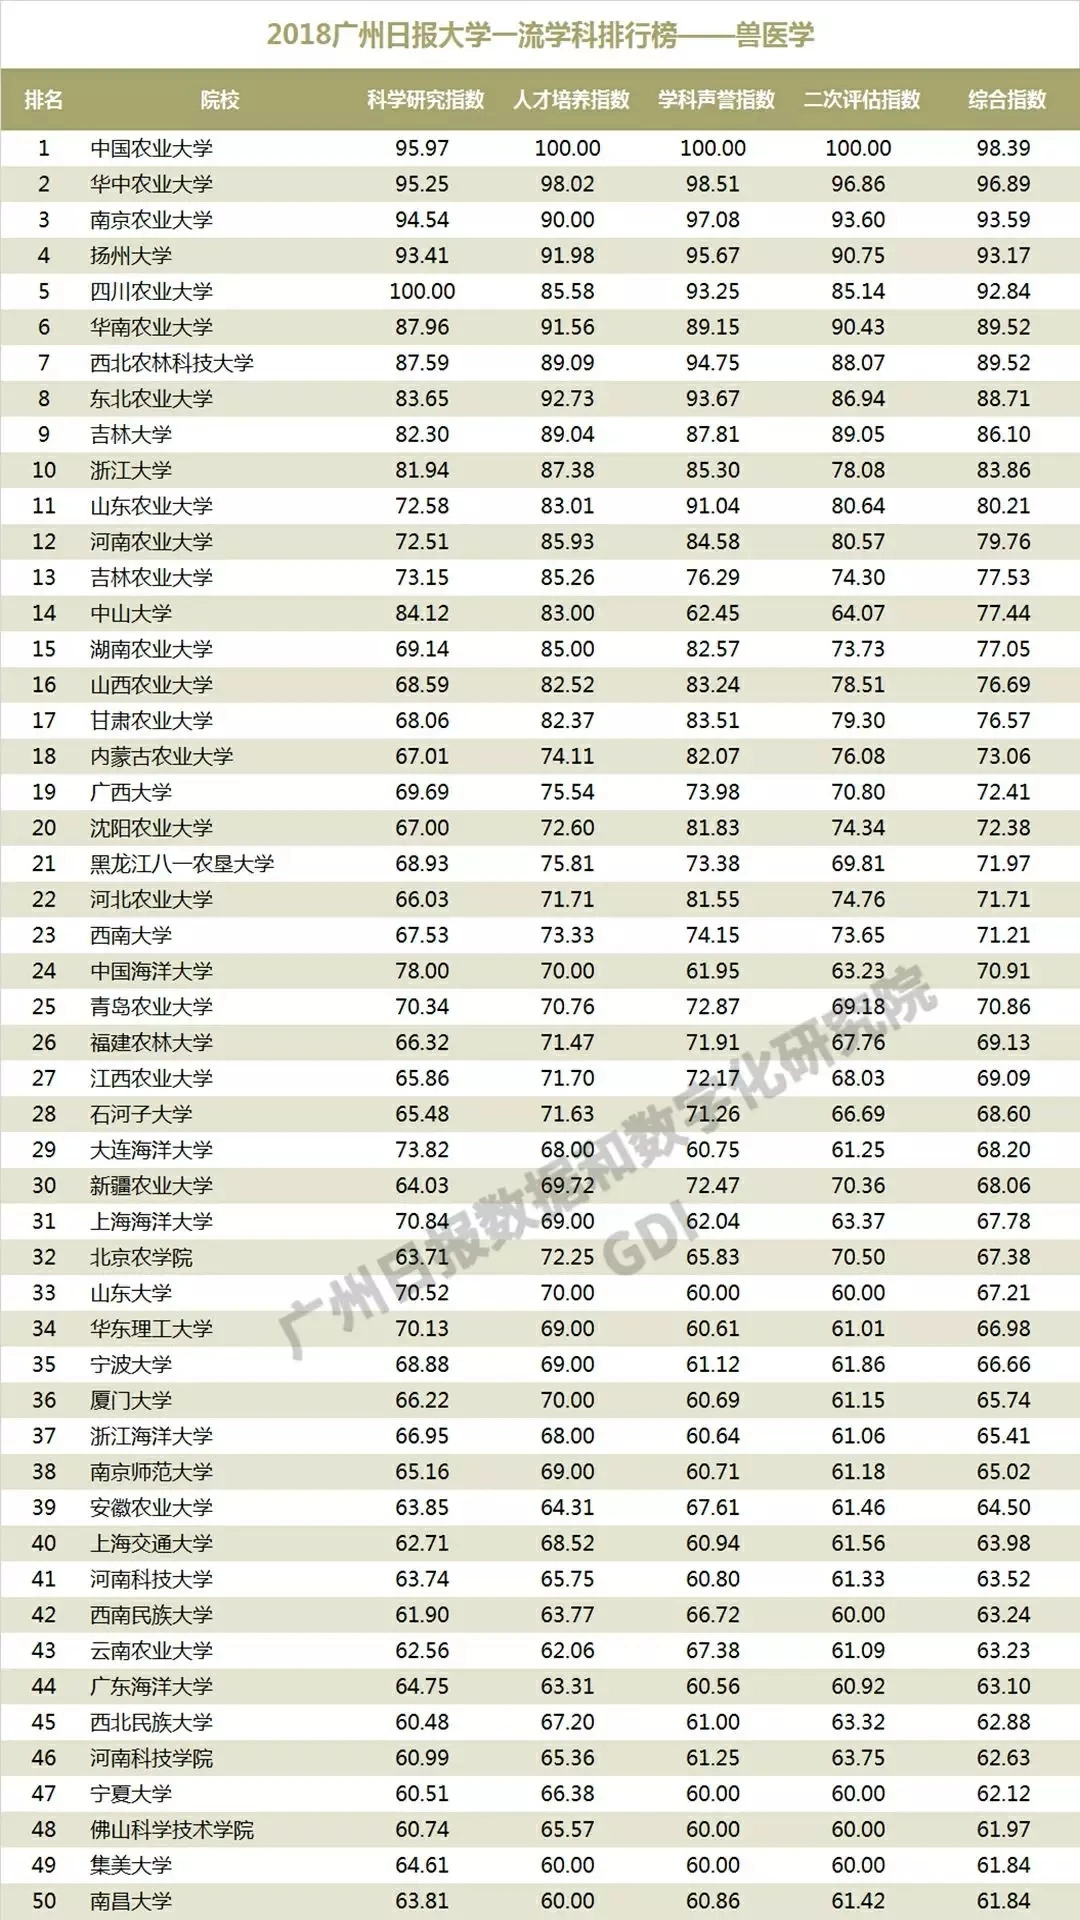 2018广州日报大学一流学科排行榜——兽医学
排名 院校 科学研究指数 人才培养指数 学科声誉指数 二次评估指数 综合指数
1 中国农业大学 95.97 100.00 100.00 100.00 98.39
2 华中农业大学 95.25 98.02 98.51 96.86 96.89
3 南京农业大学 94.54 90.00 97.08 93.60 93.59
4 扬州大学 93.41 91.98 95.67 90.75 93.17
5 四川农业大学 100.00 85.58 93.25 85.14 92.84
6 华南农业大学 87.96 91.56 89.15 90.43 89.52
7 西北农林科技大学 87.59 89.09 94.75 88.07 89.52
8 东北农业大学 83.65 92.73 93.67 86.94 88.71
9 吉林大学 82.30 89.04 87.81 89.05 86.10
10 浙江大学 81.94 87.38 85.30 78.08 83.86
11 山东农业大学 72.58 83.01 91.04 80.64 80.21
12 河南农业大学 72.51 85.93 84.58 80.57 79.76
13 吉林农业大学 73.15 85.26 76.29 74.30 77.53
14 中山大学 84.12 83.00 62.45 64.07 77.44
15 湖南农业大学 69.14 85.00 82.57 73.73 77.05
16 山西农业大学 68.59 82.52 83.24 78.51 76.69
17 甘肃农业大学 68.06 82.37 83.51 79.30 76.57
18 内蒙古农业大学 67.01 74.11 82.07 76.08 73.06
19 广西大学 69.69 75.54 73.98 70.80 72.41
20 沈阳农业大学 67.00 72.60 81.83 74.34 72.38
21 黑龙江八一农垦大学 68.93 75.81 73.38 69.81 71.97
22 河北农业大学 66.03 71.71 81.55 74.76 71.71
23 西南大学 67.53 73.33 74.15 73.65 71.21
24 中国海洋大学 78.00 70.00 61.95 63.23 70.91
25 青岛农业大学 70.34 70.76 72.87 69.18 70.86
26 福建农林大学 66.32 71.47 71.91 67.76 69.13
27 江西农业大学 65.86 71.70 72.17 68.03 69.09
28 石河子大学 65.48 71.63 71.26 66.69 68.60
29 大连海洋大学 73.82 68.00 60.75 61.25 68.20
30 新疆农业大学 64.03 69.72 72.47 70.36 68.06
31 上海海洋大学 70.84 69.00 62.04 63.37 67.78
32 北京农学院 63.71 72.25 65.83 70.50 67.38
33 山东大学 70.52 70.00 60.00 60.00 67.21
34 华东理工大学 70.13 69.00 60.61 61.01 66.98
35 宁波大学 68.88 69.00 61.12 61.86 66.66
36 厦门大学 66.22 70.00 60.69 61.15 65.74
37 浙江海洋大学 66.95 68.00 60.64 61.06 65.41
38 南京师范大学 65.16 69.00 60.71 61.18 65.02
39 安徽农业大学 63.85 64.31 67.61 61.46 64.50
40 上海交通大学 62.71 68.52 60.94 61.56 63.98
41 河南科技大学 63.74 65.75 60.80 61.33 63.52
42 西南民族大学 61.90 63.77 66.72 60.00 63.24
43 云南农业大学 62.56 62.06 67.38 61.09 63.23
44 广东海洋大学 64.75 63.31 60.56 60.92 63.10
45 西北民族大学 60.48 67.20 61.00 63.32 62.88
46 河南科技学院 60.99 65.36 61.25 63.75 62.63
47 宁夏大学 60.51 66.38 60.00 60.00 62.12
48 佛山科学技术学院 60.74 65.57 60.00 60.00 61.97
49 集美大学 64.61 60.00 60.00 60.00 61.84
50 南昌大学 63.81 60.00 60.86 61.42 61.84
广州日报数据和数字化研究院
GDI